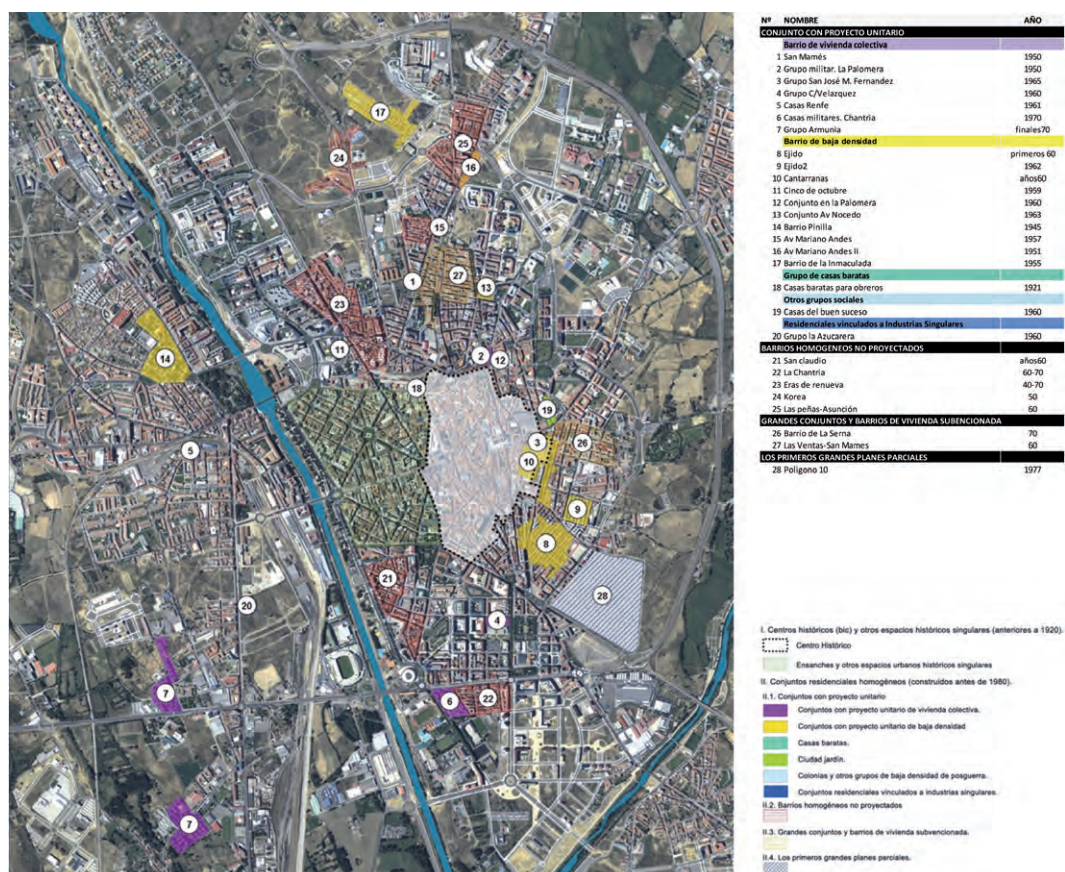 Nº NOMBRE AÑO
CONJUNTO CON PROYECTO UNITARIO
Barrio de vivienda colectiva
1 San Mamés 1950
2 Grupo militar. La Palomera 1950
3 Grupo San José M. Fernandez 1965
4 Grupo C/Velazquez 1960
5 Casas Renfe 1961
6 Casas militares. Chantria 1970
7 Grupo Armunia finales70
Barrio de baja densidad
8 Ejido primeros 60
9 Ejido2 1962
10 Cantarranas años60
11 Cinco de octubre 1959
12 Conjunto en la Palomera 1960
13 Conjunto Av Nocedo 1963
14 Barrio Pinilla 1945
15 Av Mariano Andes 1957
16 Av Mariano Andes II 1951
17 Barrio de la Inmaculada 1955
Grupo de casas baratas
18 Casas baratas para obreros 1921
Otros grupos sociales
19 Casas del buen suceso 1960
Residenciales vinculados a Industrias Singulares
20 Grupo la Azucarera 1960
BARRIOS HOMOGENEOS NO PROYECTADOS
21 San claudio años60
22 La Chantria 60-70
23 Eras de renueva 40-70
24 Korea 50
25 Las peñas-Asunción 60
GRANDES CONJUNTOS Y BARRIOS DE VIVIENDA SUBENCIONADA
26 Barrio de La Serna 70
27 Las Ventas-San Mames 60
LOS PRIMEROS GRANDES PLANES PARCIALES
28 Poligono 10 1977
I. Centros históricos (bic) y otros espacios históricos singulares (anteriores a 1920).
Centro Histórico
Ensanches y otros espacios urbanos históricos singulares
II. Conjuntos residenciales homogéneos (construidos antes de 1980).
II.1. Conjuntos con proyecto unitario
Conjuntos con proyecto unitario de vivienda colectiva.
Conjuntos con proyecto unitario de baja densidad
Casas baratas.
Ciudad jardín.
Colonias y otros grupos de baja densidad de posguerra.
Conjuntos residenciales vinculados a industrias singulares.
II.2. Barrios homogéneos no proyectados
II.3. Grandes conjuntos y barrios de vivienda subvencionada.
II.4. Los primeros grandes planes parciales.
17
25
24
16
15
27
1
13
23
2
11
12
14
18
19
3
26
5
10
9
8
21
28
20
4
7
6
22
7